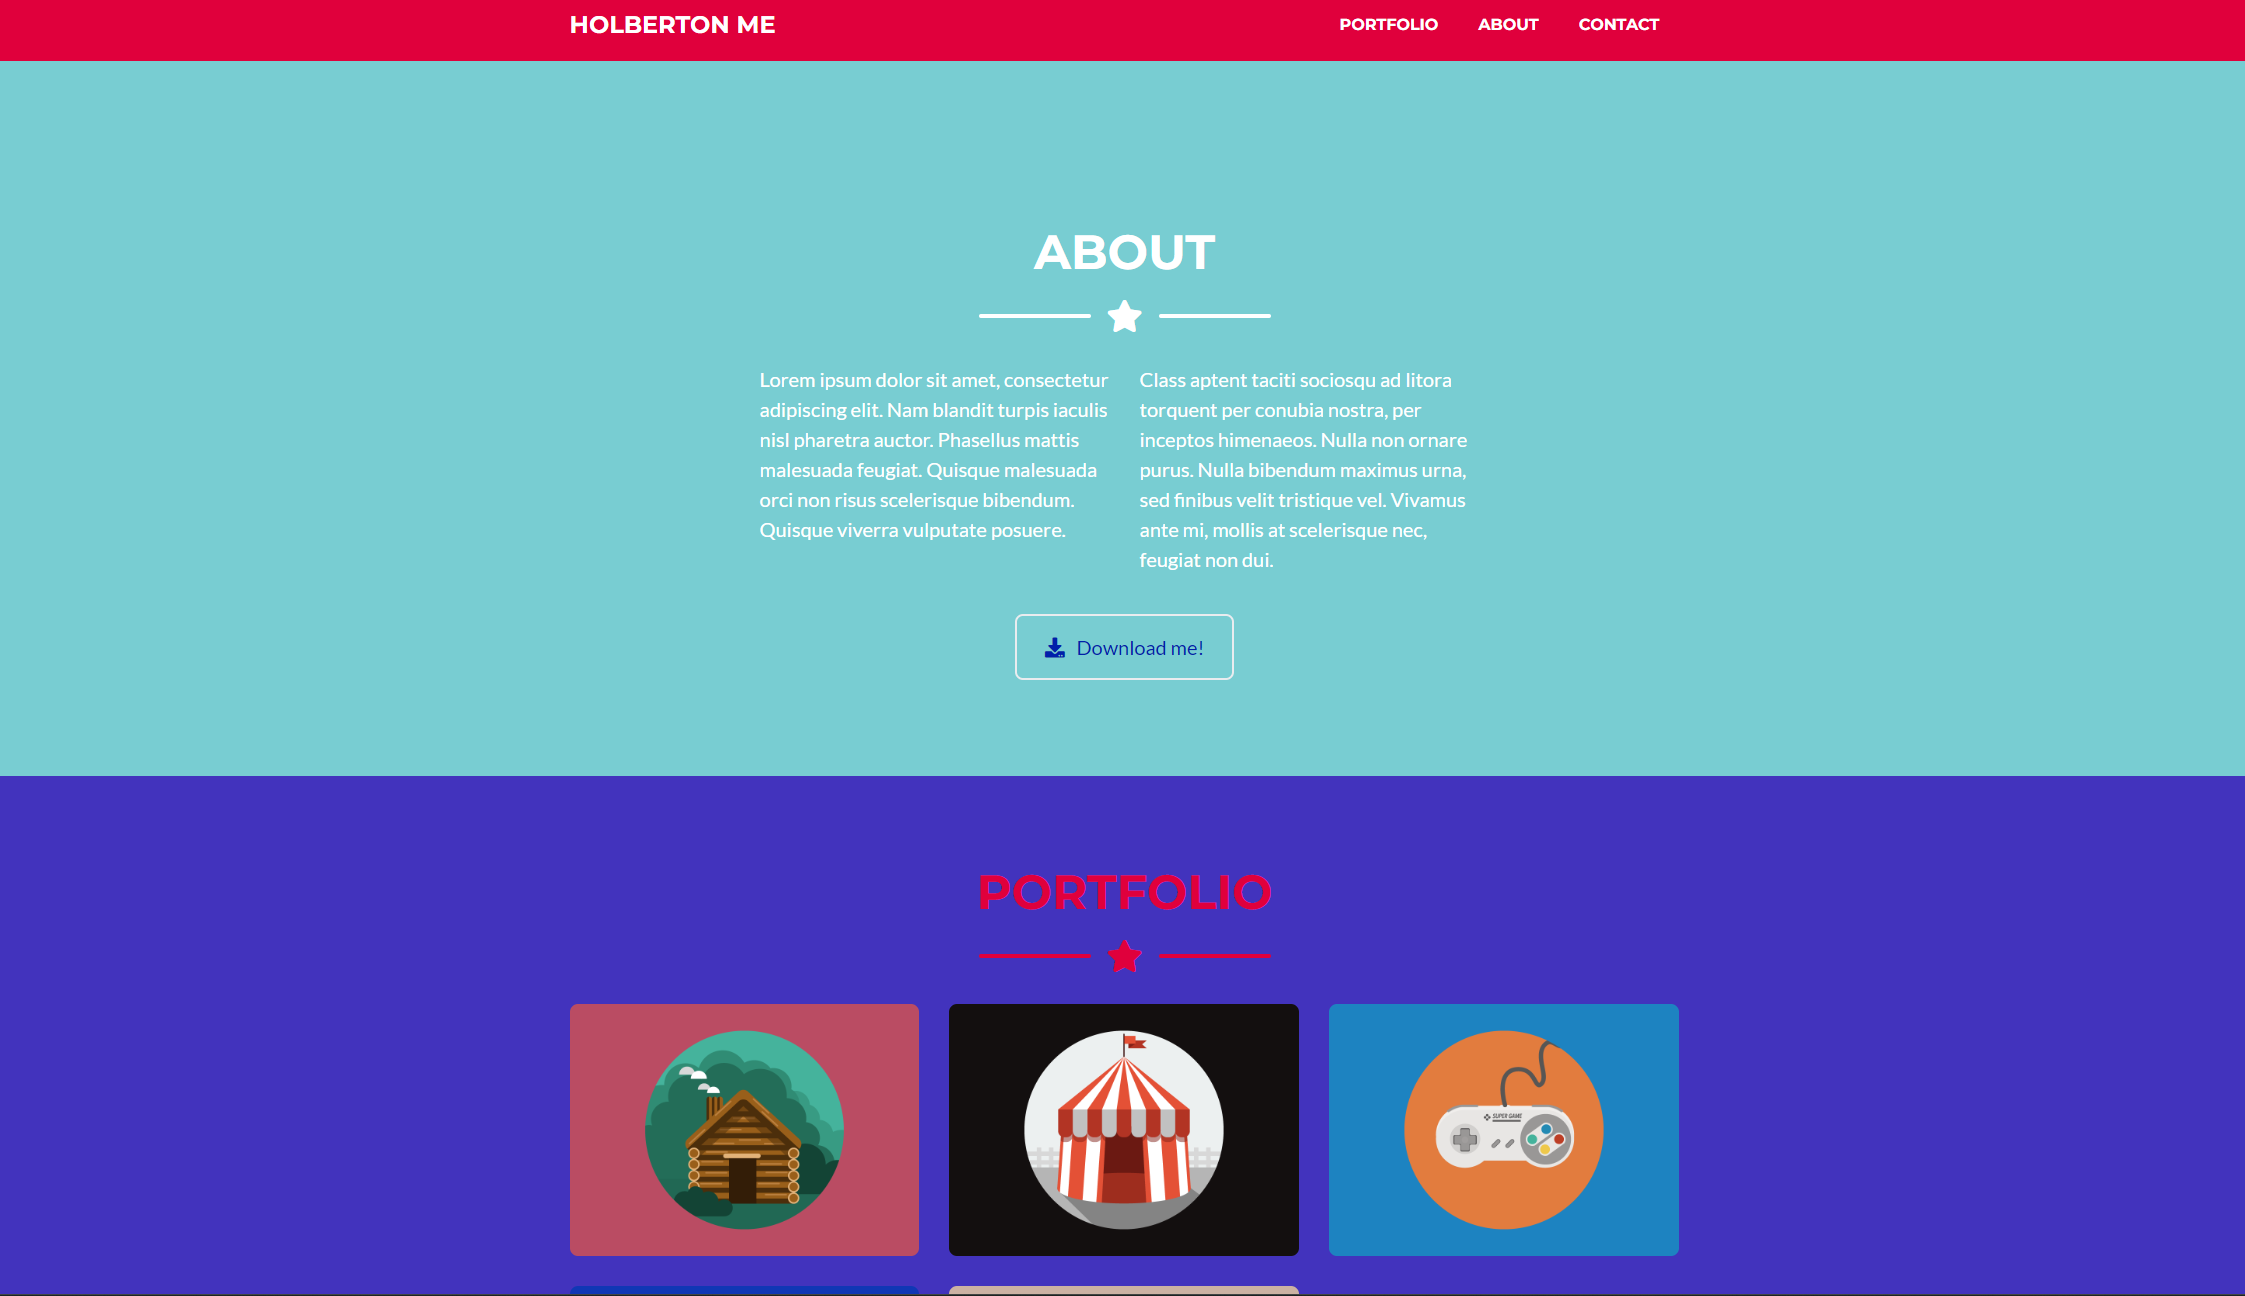 HOLBERTON ME
PORTFOLIO ABOUT CONTACT
ABOUT
Lorem ipsum dolor sit amet, consectetur
adipiscing elit. Nam blandit turpis iaculis
nisl pharetra auctor. Phasellus mattis
malesuada feugiat. Quisque malesuada
orci non risus scelerisque bibendum.
Quisque viverra vulputate posuere.
Class aptent taciti sociosqu ad litora
torquent per conubia nostra, per
inceptos himenaeos. Nulla non ornare
purus. Nulla bibendum maximus urna,
sed finibus velit tristique vel. Vivamus
ante mi, mollis at scelerisque nec,
feugiat non dui.
Download me!
PORTFOLIO
SUPER GAME